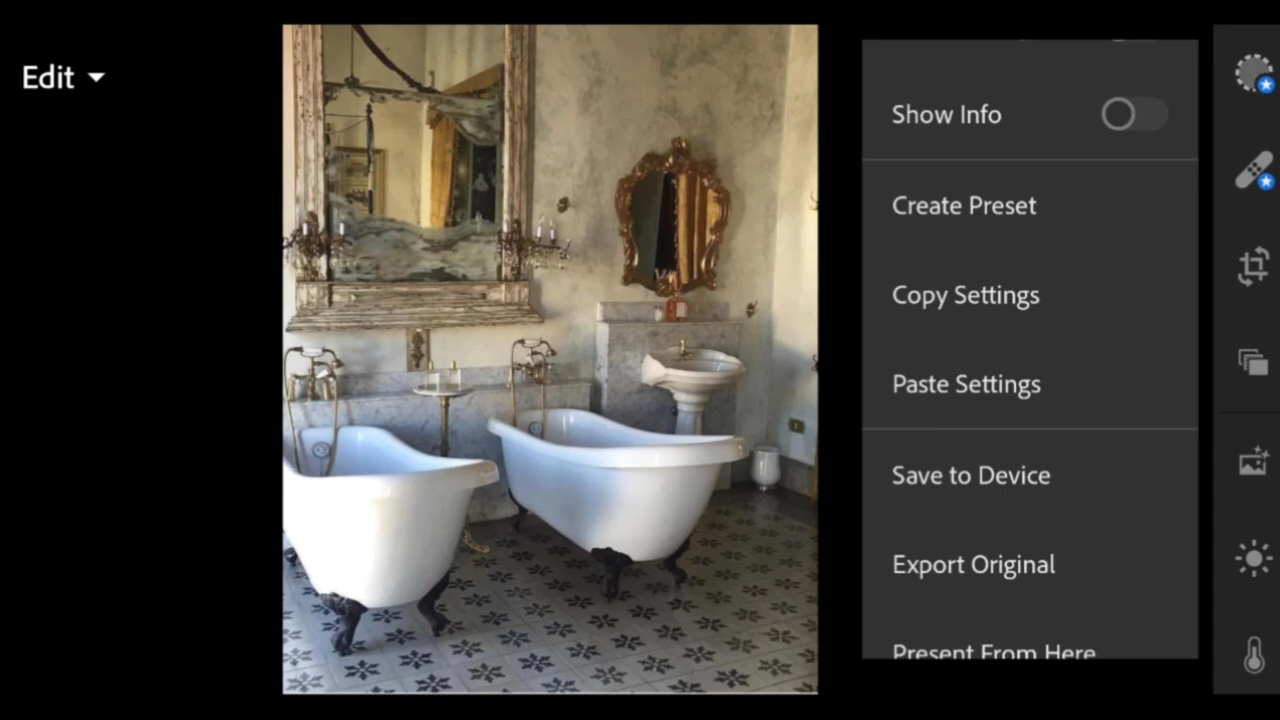 Edit
Show Info
Create Preset
Copy Settings
Paste Settings
Save to Device
Export Original
Present From Here